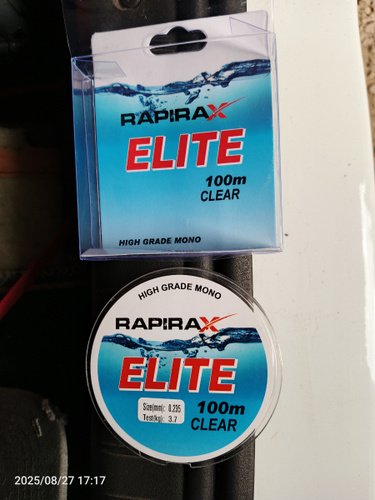 RAPIRAX
ELITE
100m
CLEAR
HIGH GRADE MONO
HIGH GRADE MONO
RAPIRAX
ELITE
Size(mm): 0.235
Test(kg): 3.7
100m
CLEAR
2025/08/27 17:17